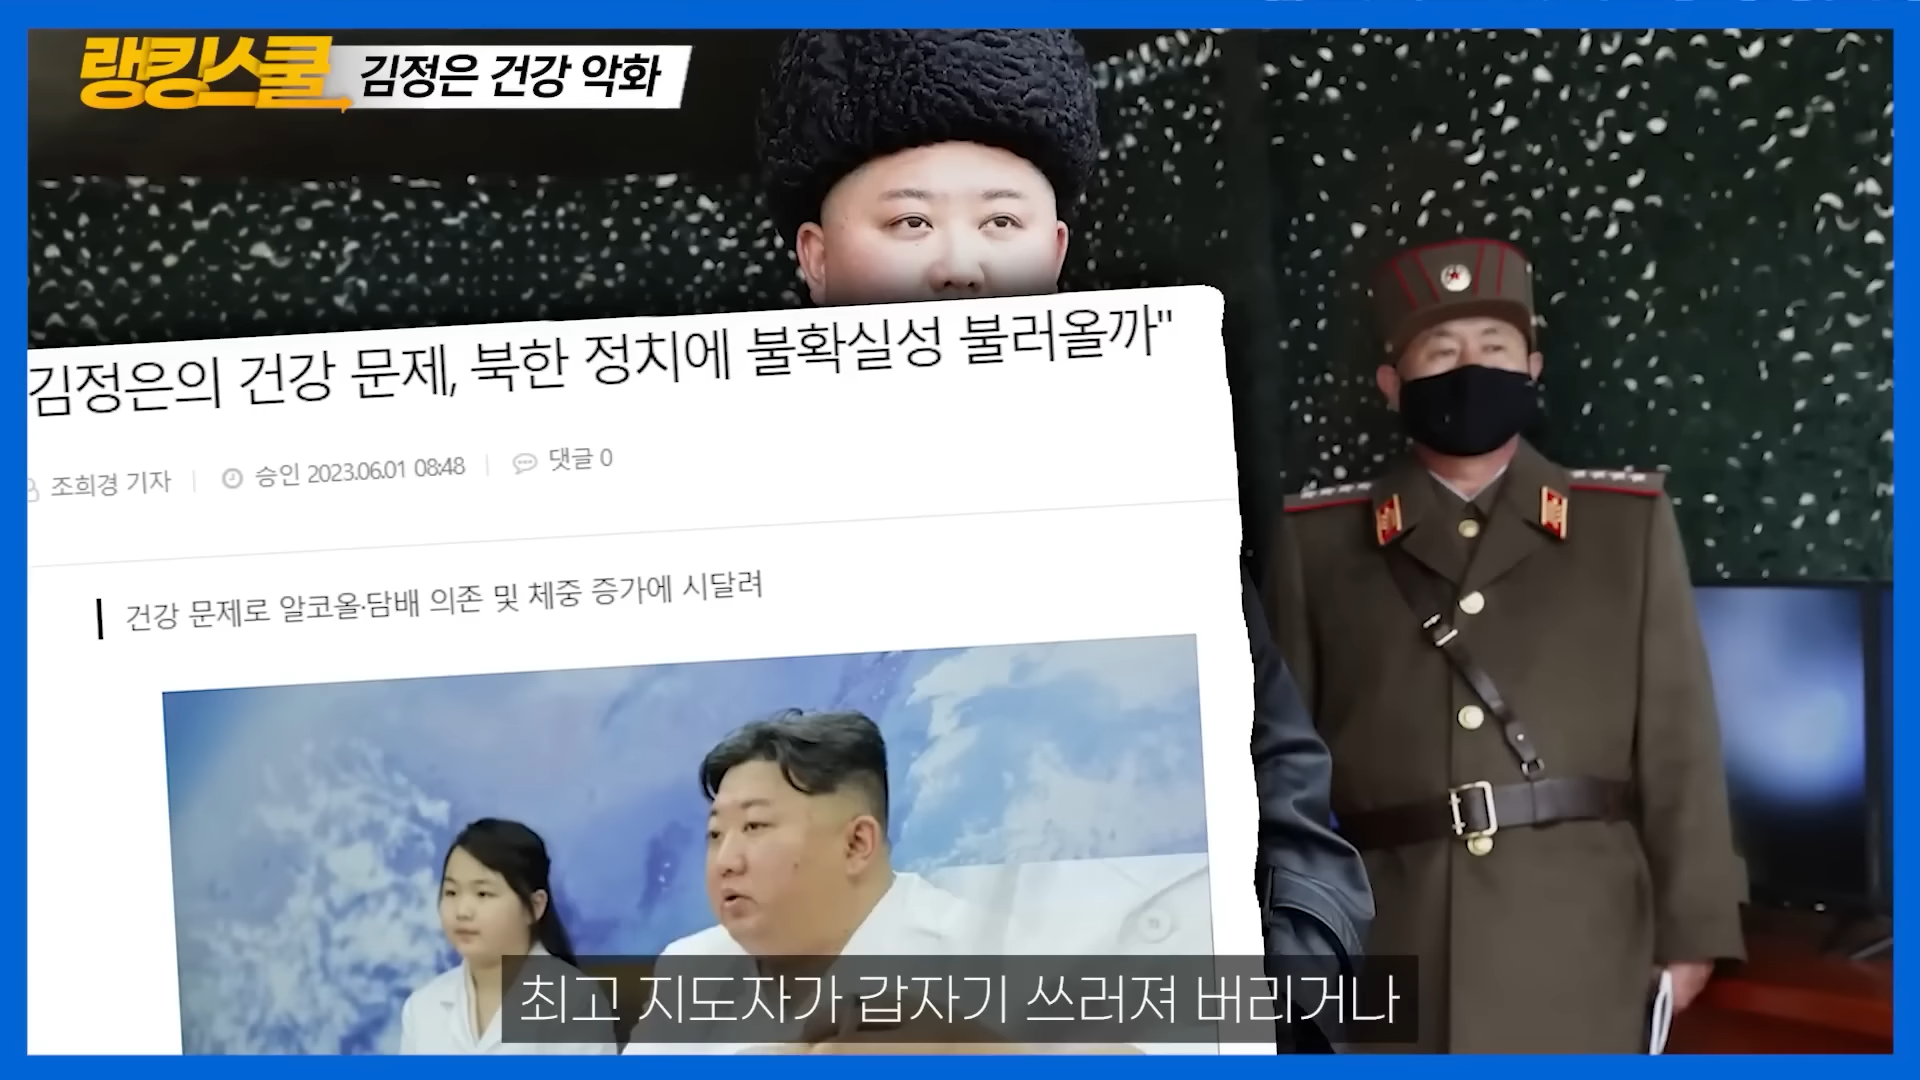 랭킹스쿨 김정은 건강 악화
김정은의 건강 문제, 북한 정치에 불확실성 불러올까"
조희경 기자 승인 2023.06.01 08:48 댓글 0
건강 문제로 알코올·담배 의존 및 체중 증가에 시달려
최고 지도자가 갑자기 쓰러져 버리거나